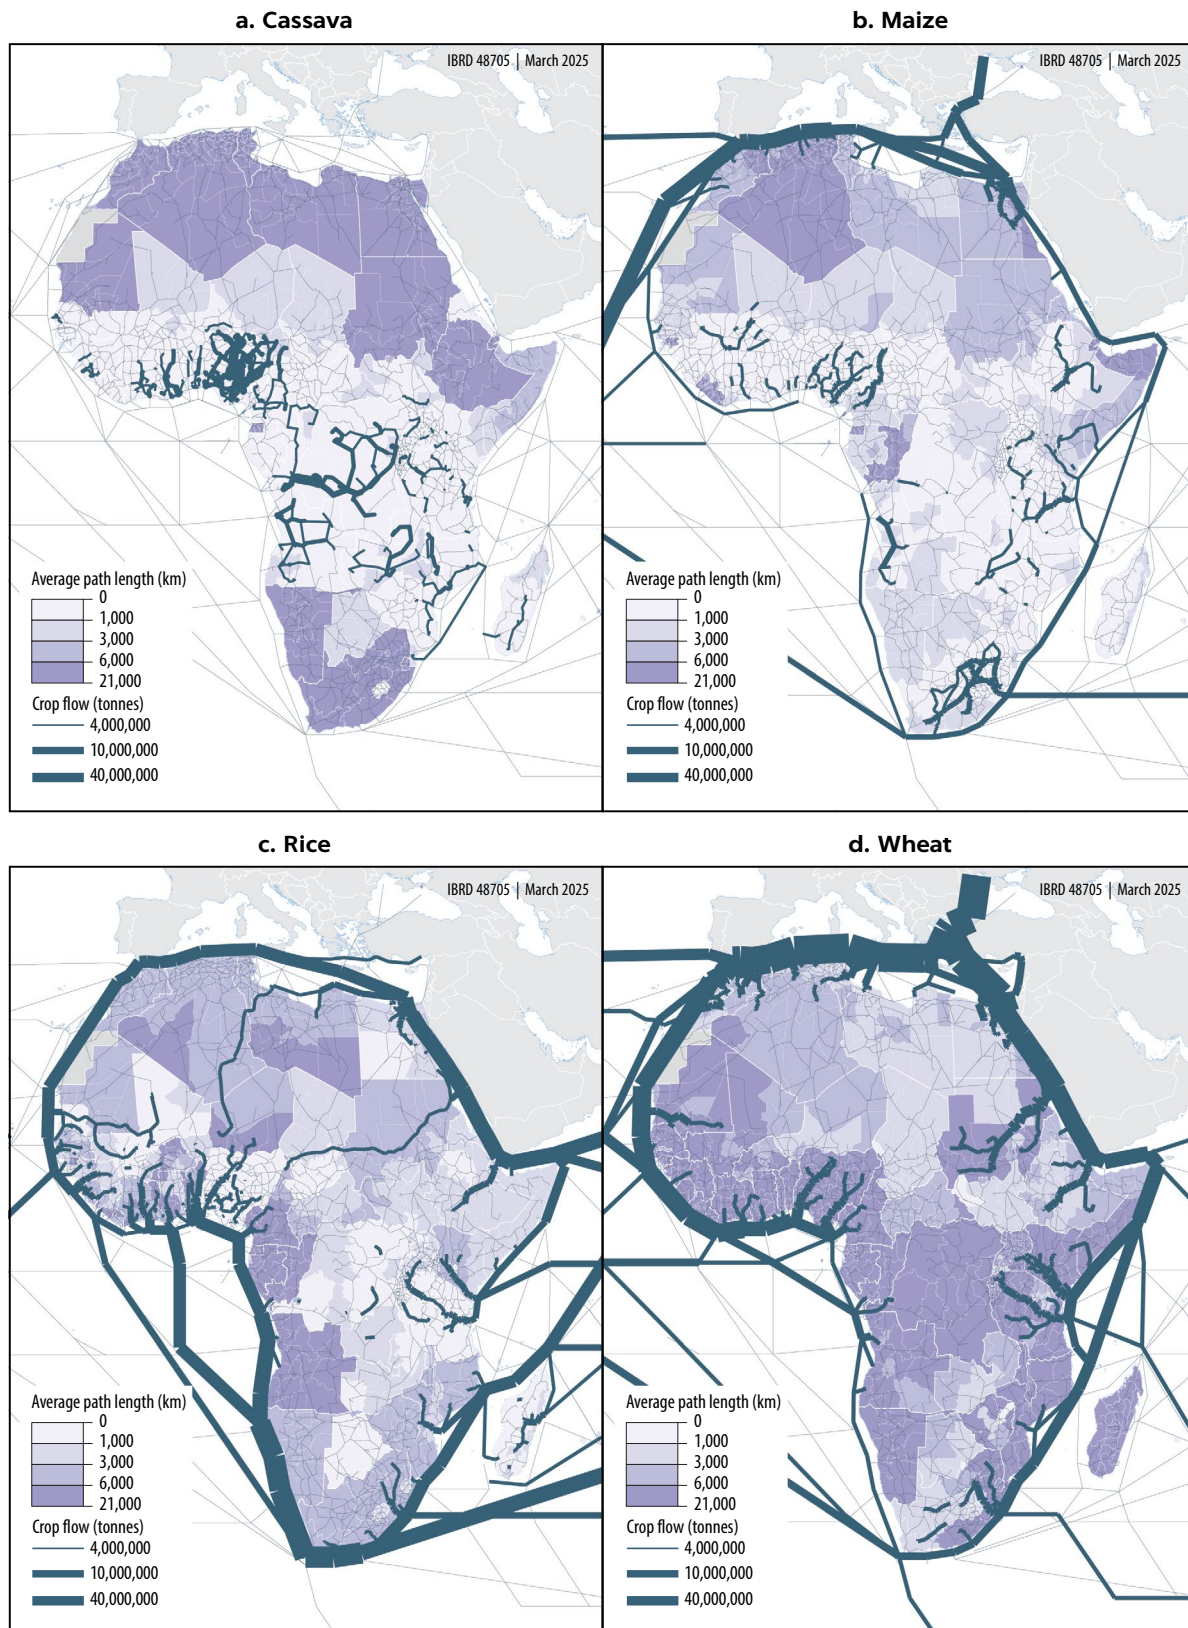 a. Cassava
IBRD 48705 | March 2025
Average path length (km)
0
1,000
3,000
6,000
21,000
Crop flow (tonnes)
4,000,000
10,000,000
40,000,000
b. Maize
IBRD 48705 | March 2025
Average path length (km)
0
1,000
3,000
6,000
21,000
Crop flow (tonnes)
4,000,000
10,000,000
40,000,000
c. Rice
IBRD 48705 | March 2025
Average path length (km)
0
1,000
3,000
6,000
21,000
Crop flow (tonnes)
4,000,000
10,000,000
40,000,000
d. Wheat
IBRD 48705 | March 2025
Average path length (km)
0
1,000
3,000
6,000
21,000
Crop flow (tonnes)
4,000,000
10,000,000
40,000,000